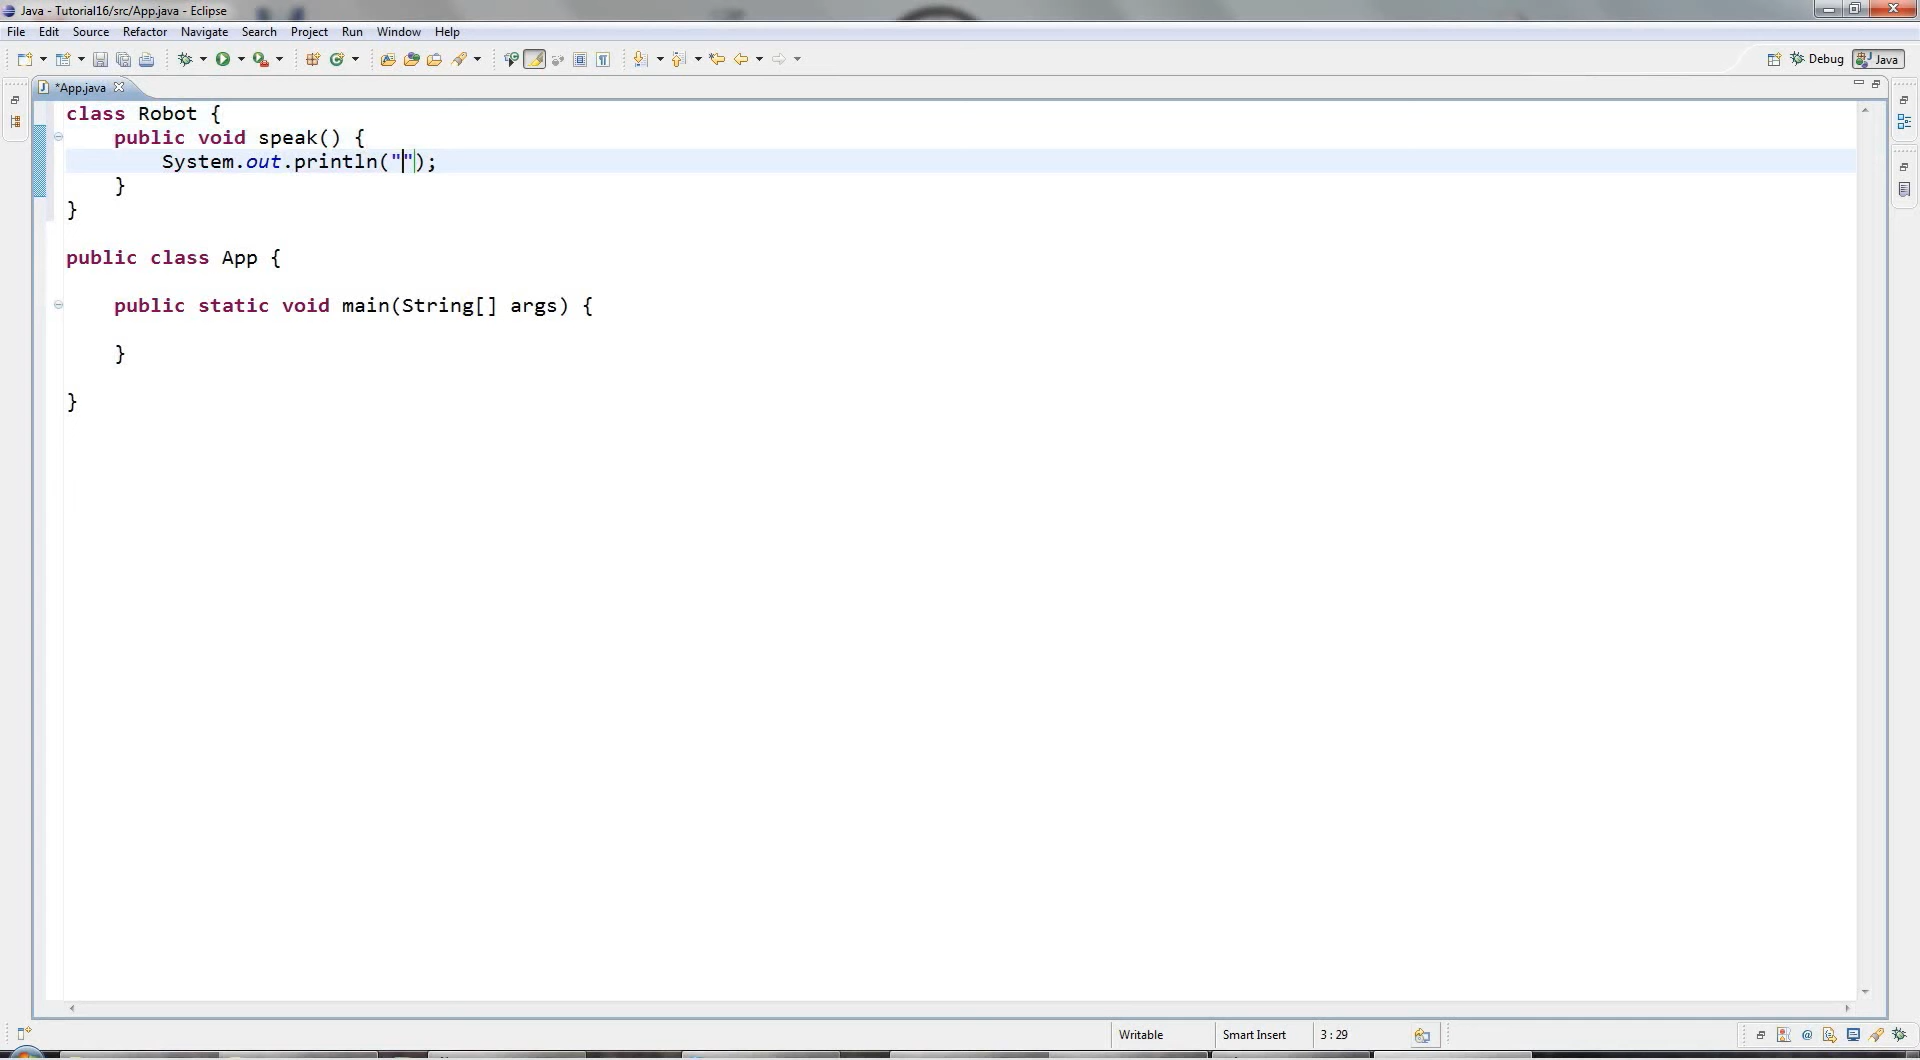 Java - Tutorial16/src/App.java - Eclipse
File Edit Source Refactor Navigate Search Project Run Window Help
Debug Java
*App.java
class Robot {
    public void speak() {
        System.out.println("");
    }
}
public class App {
    public static void main(String[] args) {
    }
}
Writable Smart Insert 3 : 29